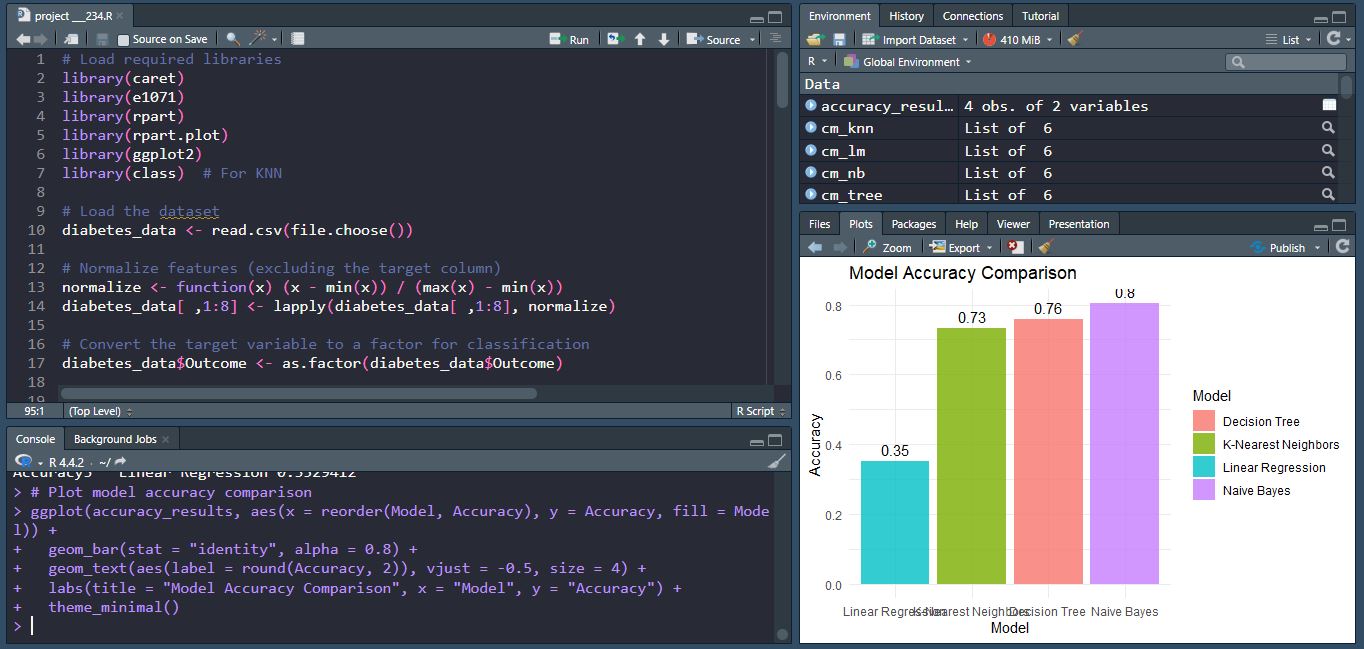 project __234.R
Source on Save
Run
Source
1 # Load required libraries
2 library(caret)
3 library(e1071)
4 library(rpart)
5 library(rpart.plot)
6 library(ggplot2)
7 library(class)  # For KNN
8
9 # Load the dataset
10 diabetes_data <- read.csv(file.choose())
11
12 # Normalize features (excluding the target column)
13 normalize <- function(x) (x - min(x)) / (max(x) - min(x))
14 diabetes_data[ ,1:8] <- lapply(diabetes_data[ ,1:8], normalize)
15
16 # Convert the target variable to a factor for classification
17 diabetes_data$Outcome <- as.factor(diabetes_data$Outcome)
18
19
95:1 (Top Level) R Script
Console Background Jobs
R R 4.4.2 · ~/
Accuracy3   Linear Regression 0.3529412
> # Plot model accuracy comparison
> ggplot(accuracy_results, aes(x = reorder(Model, Accuracy), y = Accuracy, fill = Mode
l)) +
+   geom_bar(stat = "identity", alpha = 0.8) +
+   geom_text(aes(label = round(Accuracy, 2)), vjust = -0.5, size = 4) +
+   labs(title = "Model Accuracy Comparison", x = "Model", y = "Accuracy") +
+   theme_minimal()
>
Environment History Connections Tutorial
Import Dataset 410 MiB List
R Global Environment
Data
accuracy_resul… 4 obs. of 2 variables
cm_knn List of  6
cm_lm List of  6
cm_nb List of  6
cm_tree List of  6
Files Plots Packages Help Viewer Presentation
Zoom Export Publish
Model Accuracy Comparison
0.8
0.6
0.4
0.2
0.0
Accuracy
0.35
0.73
0.76
0.8
Linear Regression
K-Nearest Neighbors
Decision Tree
Naive Bayes
Model
Model
Decision Tree
K-Nearest Neighbors
Linear Regression
Naive Bayes